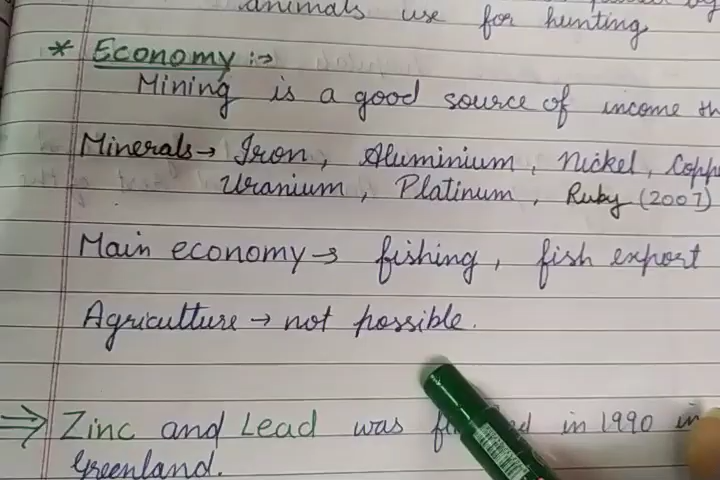 animals use for hunting
* Economy :→
Mining is a good source of income
Minerals → Iron, Aluminium, Nickel,
Uranium, Platinum, Ruby (2007)
Main economy → fishing, fish export
Agriculture → not possible.
⇒ Zinc and Lead was in 1990 in
Greenland.